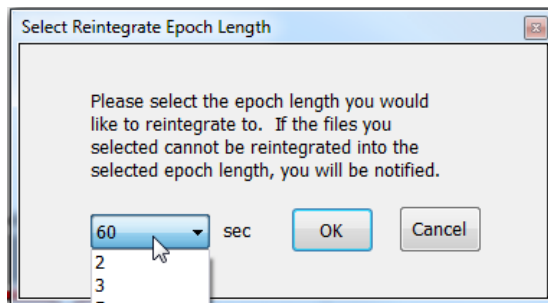 Select Reintegrate Epoch Length
Please select the epoch length you would
like to reintegrate to. If the files you
selected cannot be reintegrated into the
selected epoch length, you will be notified.
60 sec OK Cancel
2
3